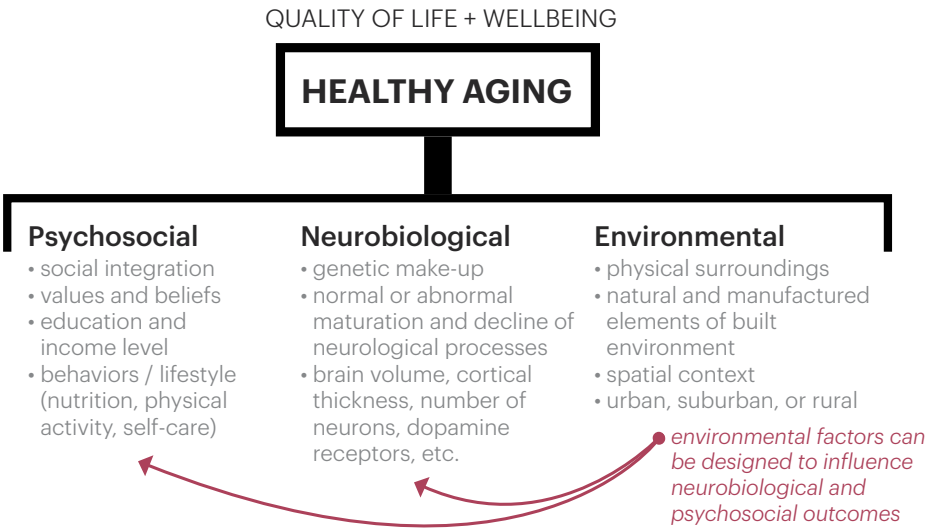 QUALITY OF LIFE + WELLBEING
HEALTHY AGING
Psychosocial
• social integration
• values and beliefs
• education and
income level
• behaviors / lifestyle
(nutrition, physical
activity, self-care)
Neurobiological
• genetic make-up
• normal or abnormal
maturation and decline of
neurological processes
• brain volume, cortical
thickness, number of
neurons, dopamine
receptors, etc.
Environmental
• physical surroundings
• natural and manufactured
elements of built
environment
• spatial context
• urban, suburban, or rural
environmental factors can
be designed to influence
neurobiological and
psychosocial outcomes